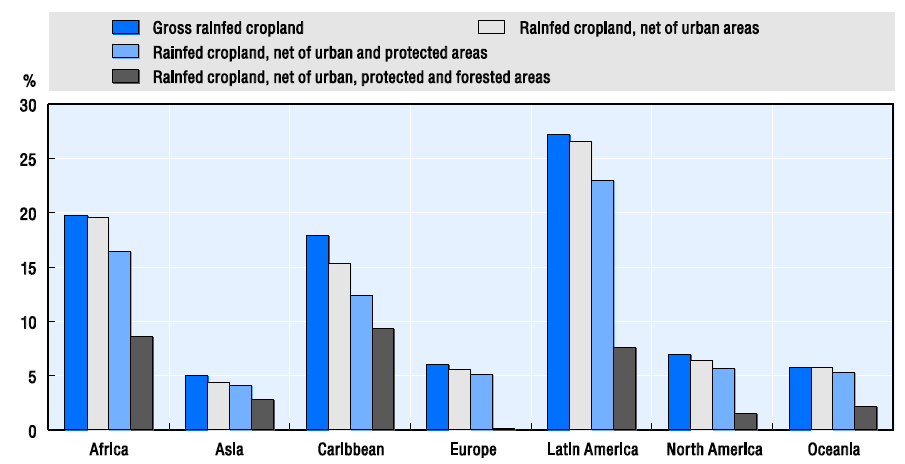 Gross rainfed cropland
Rainfed cropland, net of urban areas
Rainfed cropland, net of urban and protected areas
Rainfed cropland, net of urban, protected and forested areas
%
30
25
20
15
10
5
0
Africa
Asia
Caribbean
Europe
Latin America
North America
Oceania